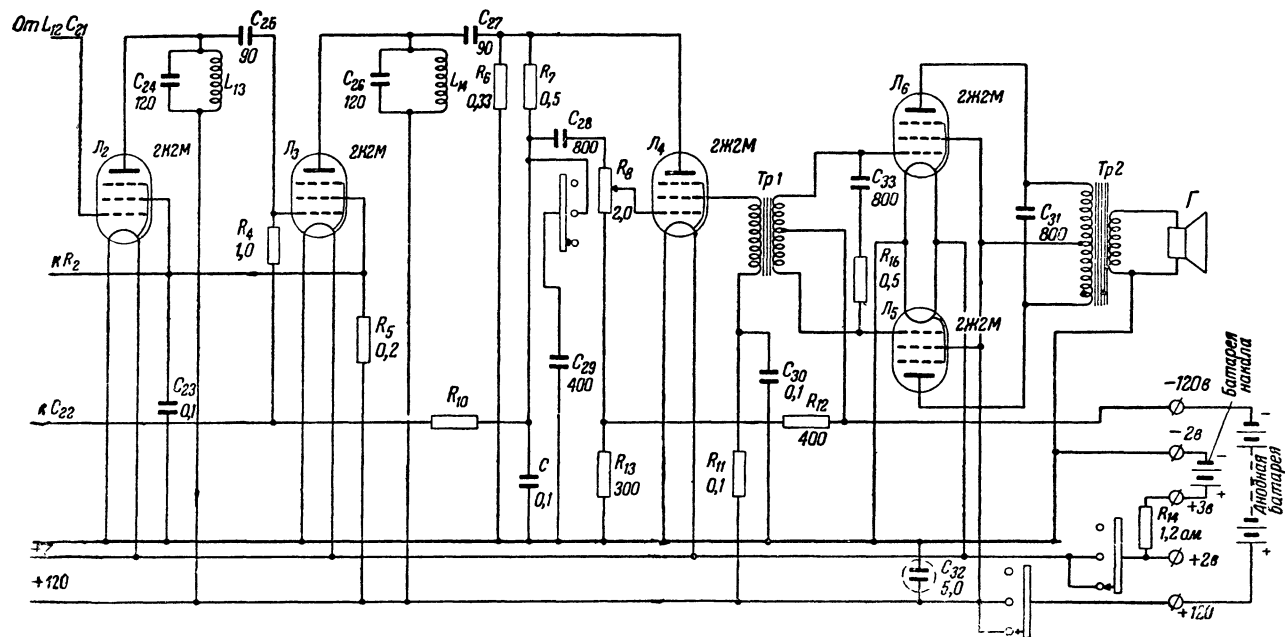 От L12 C21
C25
90
C24
120
L13
Л2
2К2М
C27
90
C26
120
L14
Л3
2К2М
R6
0,33
R7
0,5
C28
800
R8
2,0
Л4
2Ж2М
R4
1,0
к R2
R5
0,2
C23
0,1
к C22
R10
C29
400
C
0,1
R13
300
Тр1
C30
0,1
R11
0,1
R12
400
Л6
2Ж2М
C33
800
R16
0,5
Л5
2Ж2М
C31
800
Тр2
Г
Батарея накала
Анодная батарея
-120в
-2в
+3в
R14
1,2 ом.
+2в
+120
C32
5,0
+120